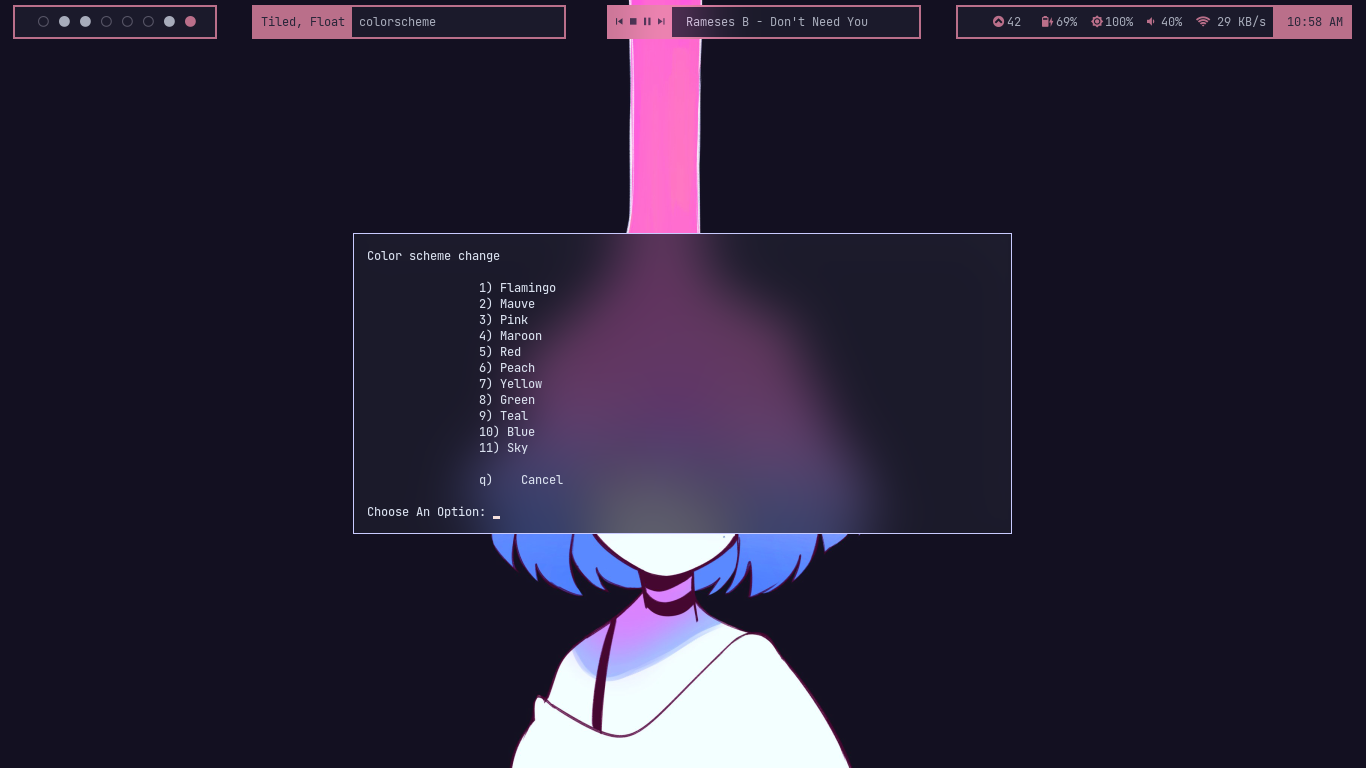 Tiled, Float colorscheme
Rameses B - Don't Need You
42 69% 100% 40% 29 KB/s 10:58 AM
Color scheme change
1) Flamingo
2) Mauve
3) Pink
4) Maroon
5) Red
6) Peach
7) Yellow
8) Green
9) Teal
10) Blue
11) Sky
q) Cancel
Choose An Option: